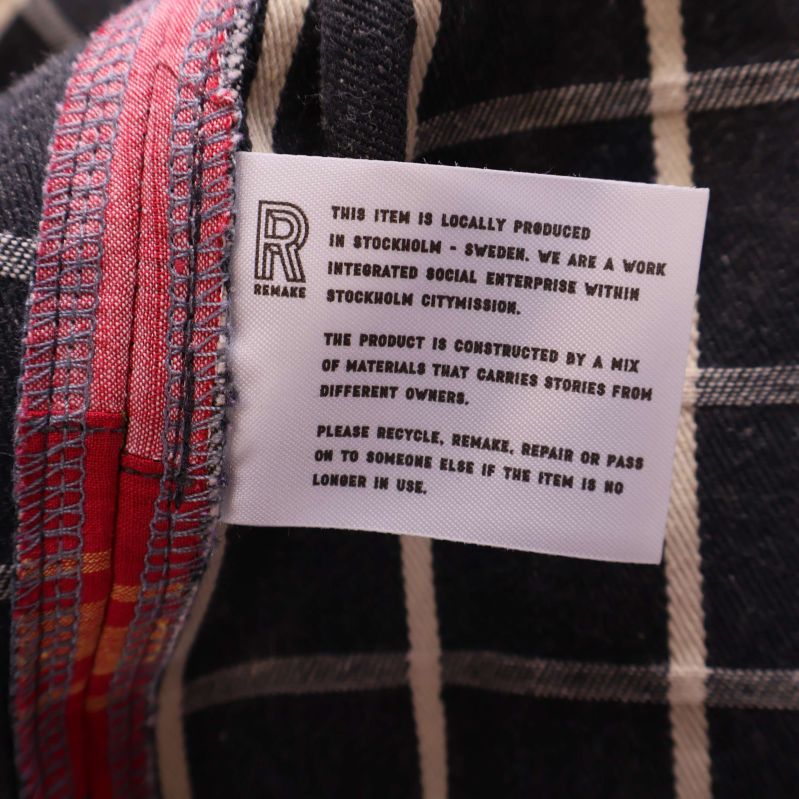 R
REMAKE
THIS ITEM IS LOCALLY PRODUCED
IN STOCKHOLM - SWEDEN. WE ARE A WORK
INTEGRATED SOCIAL ENTERPRISE WITHIN
STOCKHOLM CITYMISSION.
THE PRODUCT IS CONSTRUCTED BY A MIX
OF MATERIALS THAT CARRIES STORIES FROM
DIFFERENT OWNERS.
PLEASE RECYCLE, REMAKE, REPAIR OR PASS
ON TO SOMEONE ELSE IF THE ITEM IS NO
LONGER IN USE.